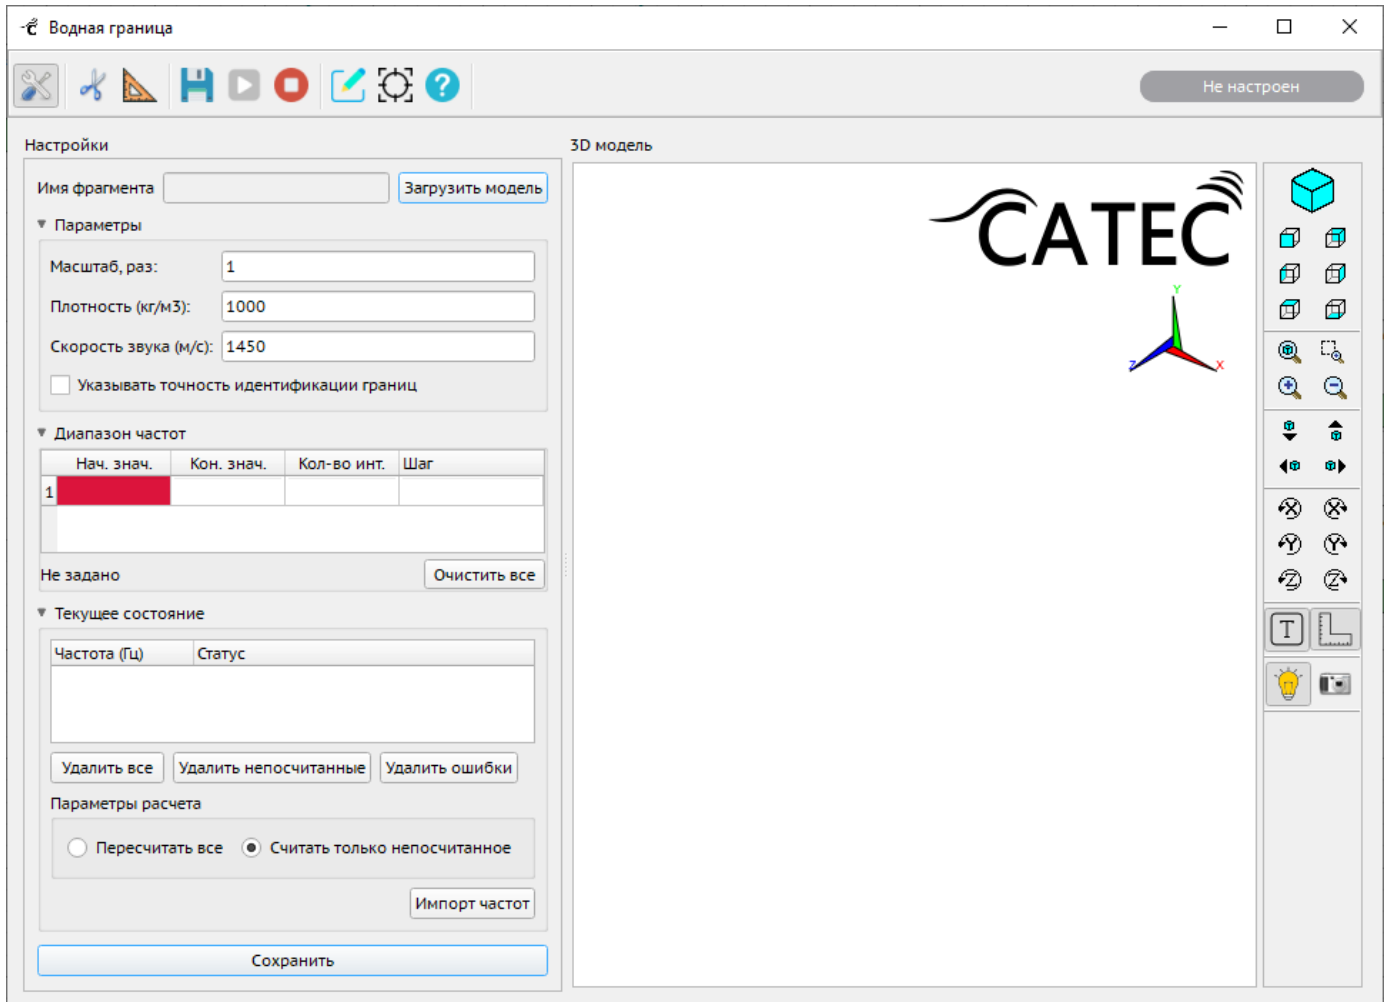 Водная граница
Не настроен
Настройки
3D модель
Имя фрагмента
Загрузить модель
Параметры
Масштаб, раз: 1
Плотность (кг/м3): 1000
Скорость звука (м/с): 1450
Указывать точность идентификации границ
Диапазон частот
Нач. знач. Кон. знач. Кол-во инт. Шаг
1
Не задано
Очистить все
Текущее состояние
Частота (Гц) Статус
Удалить все Удалить непосчитанные Удалить ошибки
Параметры расчета
Пересчитать все Считать только непосчитанное
Импорт частот
Сохранить
CATEC
Y
Z X
X X
Y Y
Z Z
T